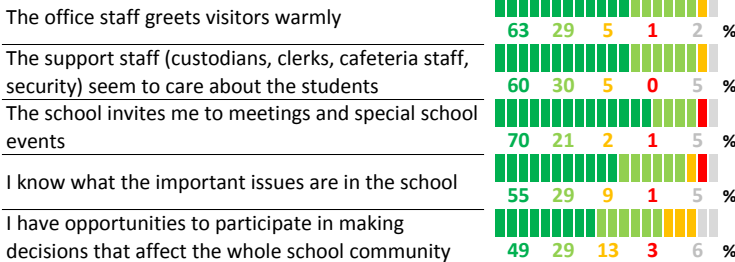 The office staff greets visitors warmly
63 29 5 1 2 %
The support staff (custodians, clerks, cafeteria staff,
security) seem to care about the students
60 30 5 0 5 %
The school invites me to meetings and special school
events
70 21 2 1 5 %
I know what the important issues are in the school
55 29 9 1 5 %
I have opportunities to participate in making
decisions that affect the whole school community
49 29 13 3 6 %